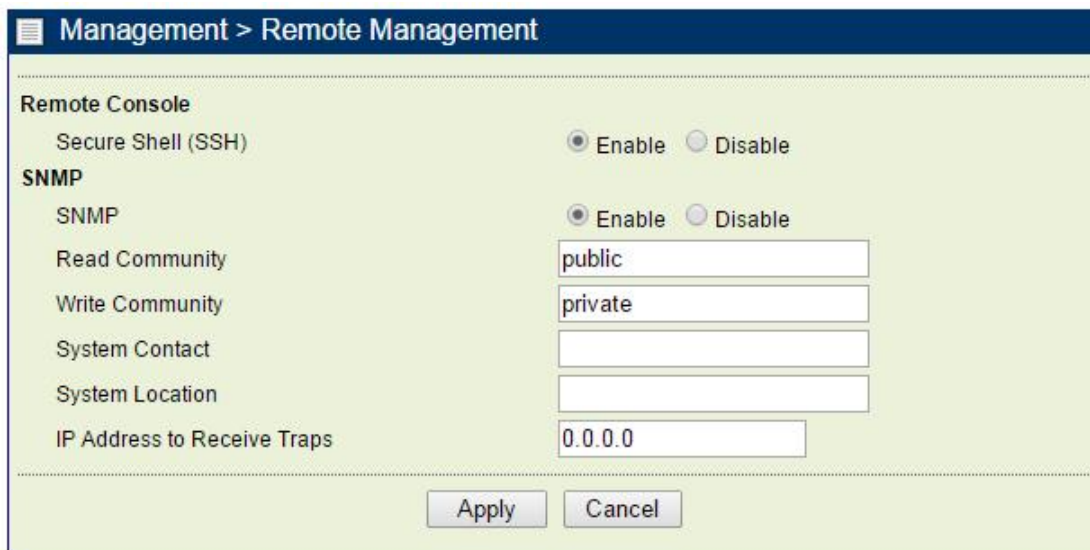 Management > Remote Management
Remote Console
Secure Shell (SSH) Enable Disable
SNMP
SNMP Enable Disable
Read Community public
Write Community private
System Contact
System Location
IP Address to Receive Traps 0.0.0.0
Apply Cancel